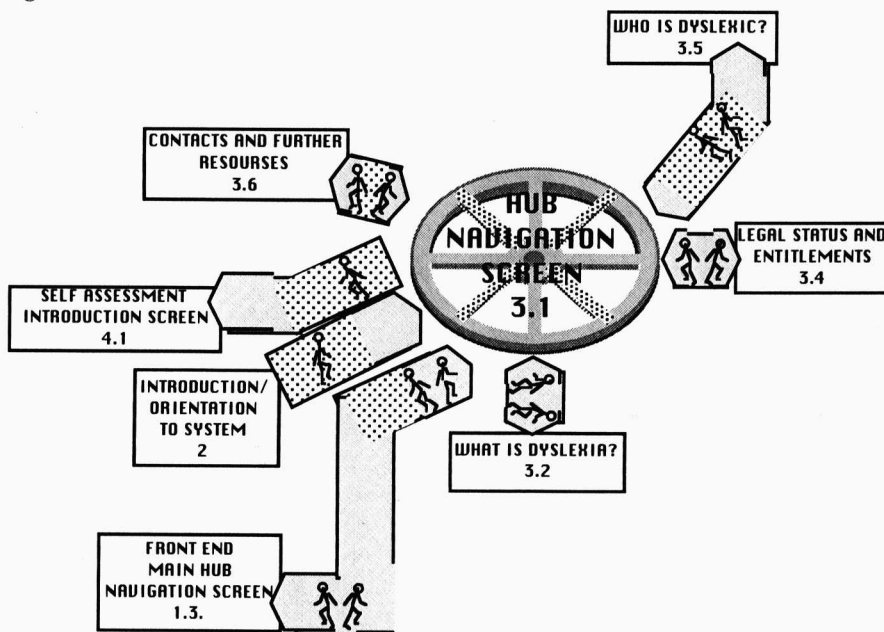 WHO IS DYSLEXIC?
3.5
CONTACTS AND FURTHER
RESOURSES
3.6
HUB
NAVIGATION
SCREEN
3.1
LEGAL STATUS AND
ENTITLEMENTS
3.4
SELF ASSESSMENT
INTRODUCTION SCREEN
4.1
INTRODUCTION/
ORIENTATION
TO SYSTEM
2
WHAT IS DYSLEXIA?
3.2
FRONT END
MAIN HUB
NAVIGATION SCREEN
1.3.